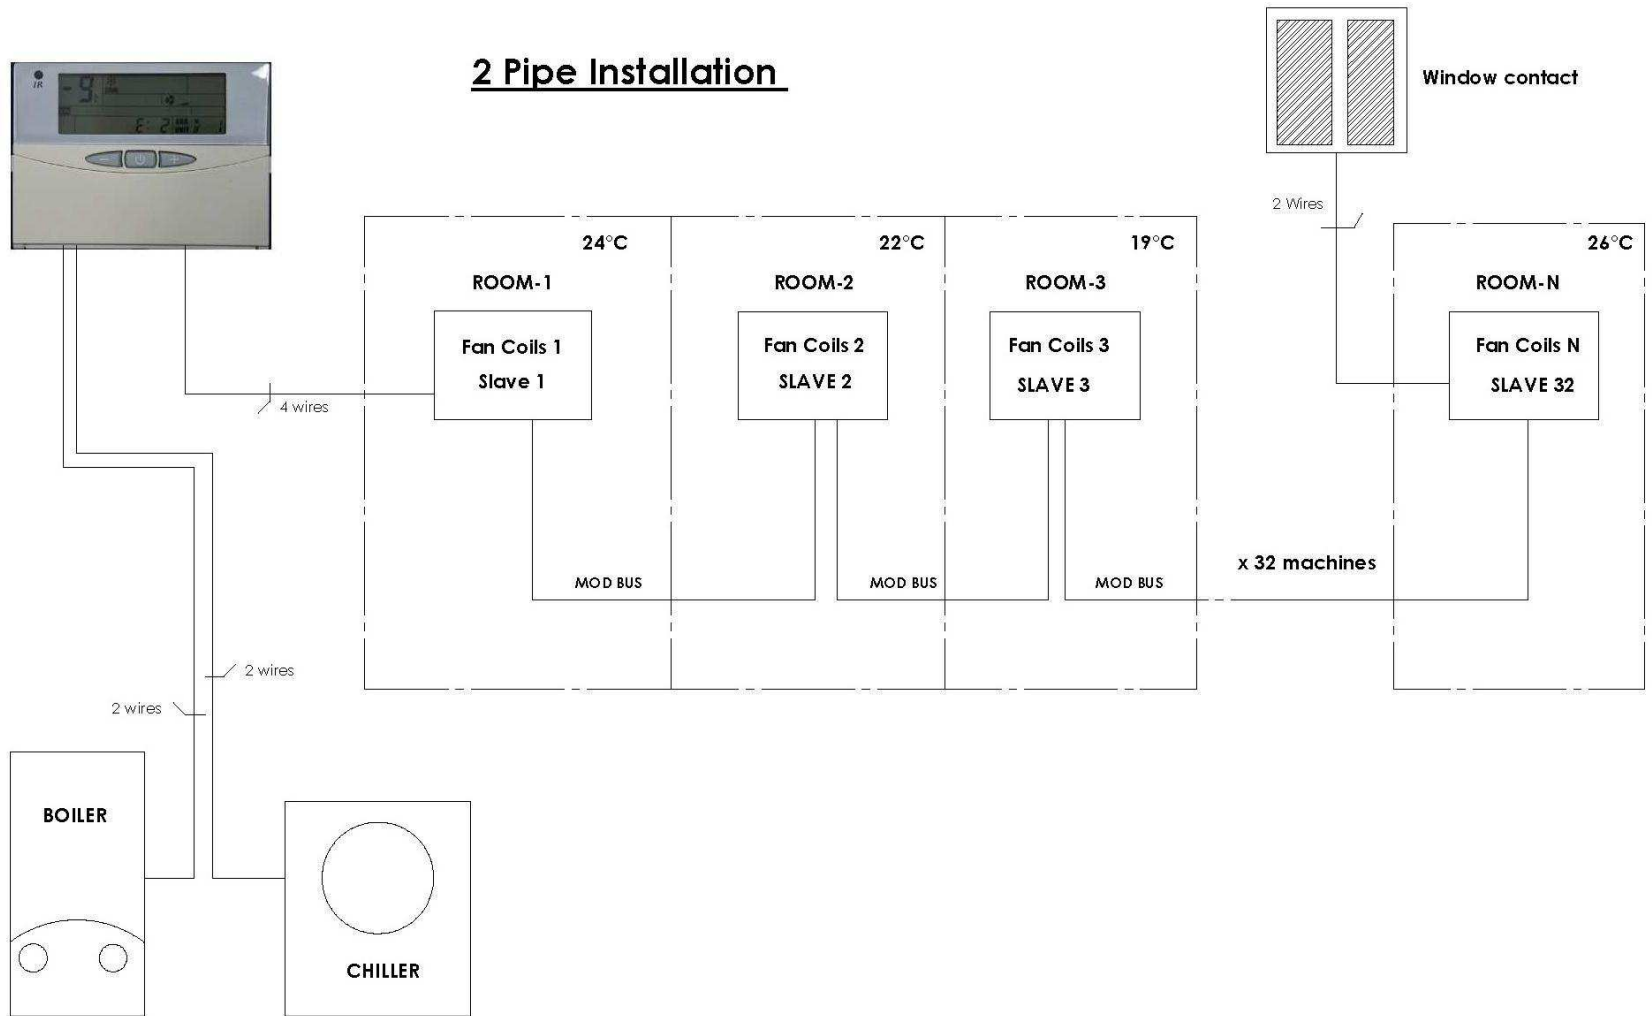 2 Pipe Installation
IR
Window contact
2 Wires
24°C
22°C
19°C
26°C
ROOM-1
ROOM-2
ROOM-3
ROOM-N
Fan Coils 1
Slave 1
Fan Coils 2
SLAVE 2
Fan Coils 3
SLAVE 3
Fan Coils N
SLAVE 32
4 wires
MOD BUS
MOD BUS
MOD BUS
x 32 machines
2 wires
2 wires
BOILER
CHILLER